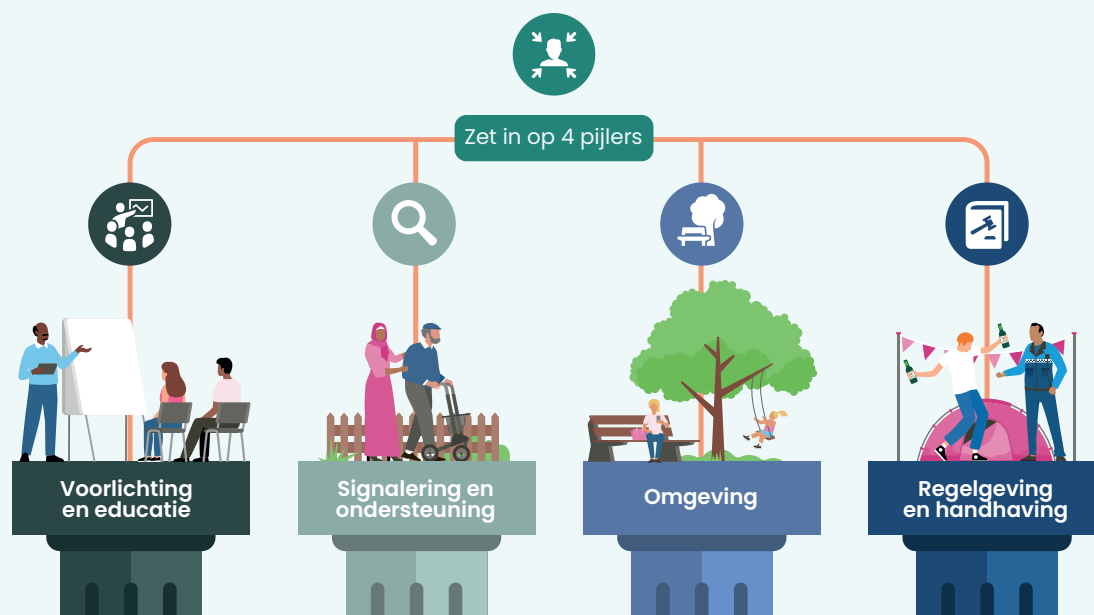 Zet in op 4 pijlers
Voorlichting
en educatie
Signalering en
ondersteuning
Omgeving
Regelgeving
en handhaving